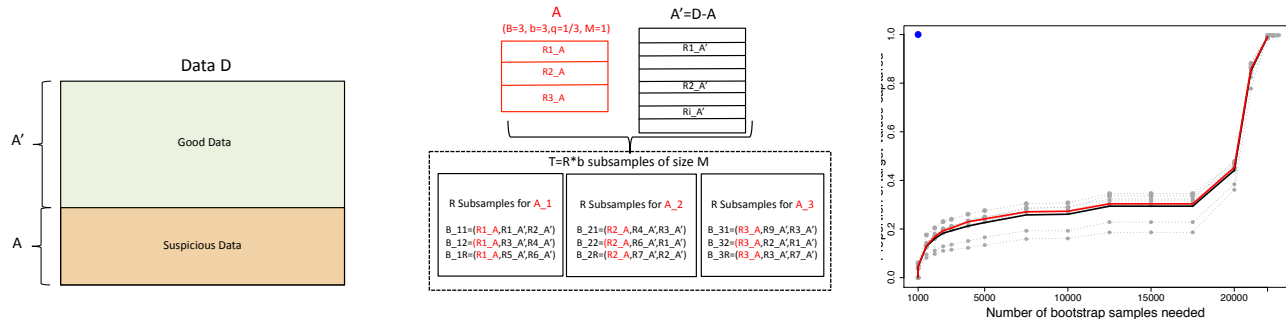 Data D
A'
Good Data
A
Suspicious Data
A
(B=3, b=3,q=1/3, M=1)
R1_A
R2_A
R3_A
A'=D-A
R1_A'
R2_A'
Ri_A'
T=R*b subsamples of size M
R Subsamples for A_1
B_11=(R1_A,R1_A',R2_A')
B_12=(R1_A,R3_A',R4_A')
B_1R=(R1_A,R5_A',R6_A')
R Subsamples for A_2
B_21=(R2_A,R4_A',R3_A')
B_22=(R2_A,R6_A',R1_A')
B_2R=(R2_A,R7_A',R2_A')
R Subsamples for A_3
B_31=(R3_A,R9_A',R3_A')
B_32=(R3_A,R4_A',R1_A')
B_3R=(R3_A,R3_A',R7_A')
1.0
0.8
0.6
0.4
0.2
0.0
1000
5000
10000
15000
20000
Number of bootstrap samples needed